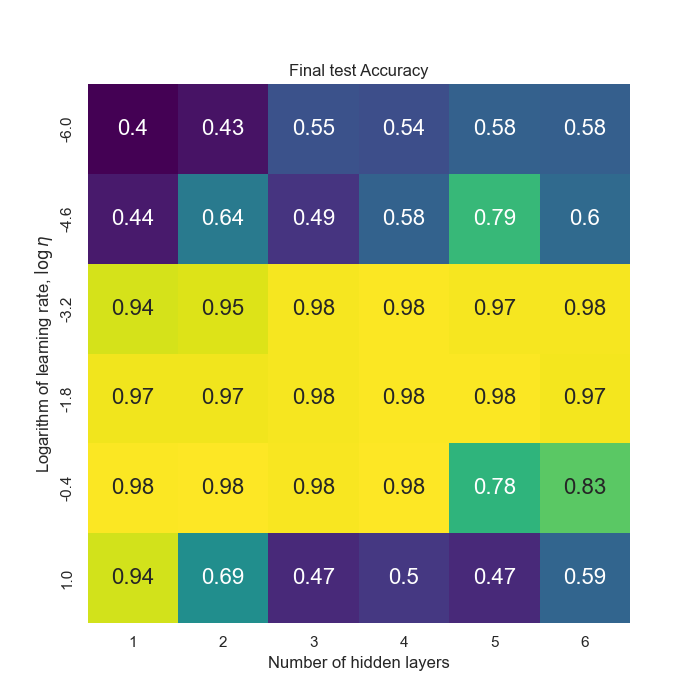 Final test Accuracy
-6.0 0.4 0.43 0.55 0.54 0.58 0.58
-4.6 0.44 0.64 0.49 0.58 0.79 0.6
-3.2 0.94 0.95 0.98 0.98 0.97 0.98
-1.8 0.97 0.97 0.98 0.98 0.98 0.97
-0.4 0.98 0.98 0.98 0.98 0.78 0.83
1.0 0.94 0.69 0.47 0.5 0.47 0.59
1 2 3 4 5 6
Number of hidden layers
Logarithm of learning rate, log η